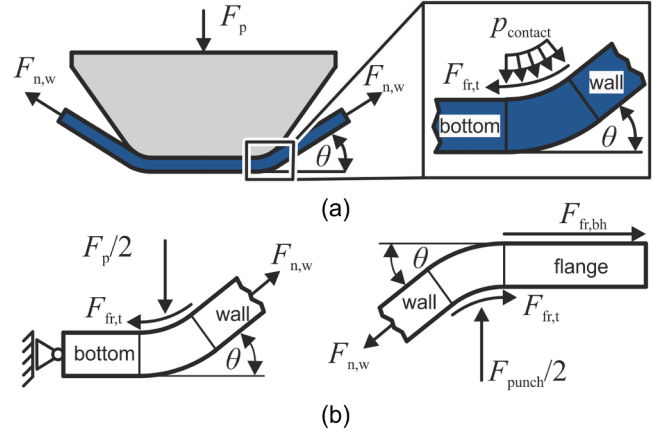 F_p
F_n,w
F_n,w
θ
p_contact
F_fr,t
wall
bottom
θ
(a)
F_p/2
F_n,w
F_fr,t
wall
bottom
θ
F_fr,bh
θ
flange
wall
F_fr,t
F_n,w
F_punch/2
(b)